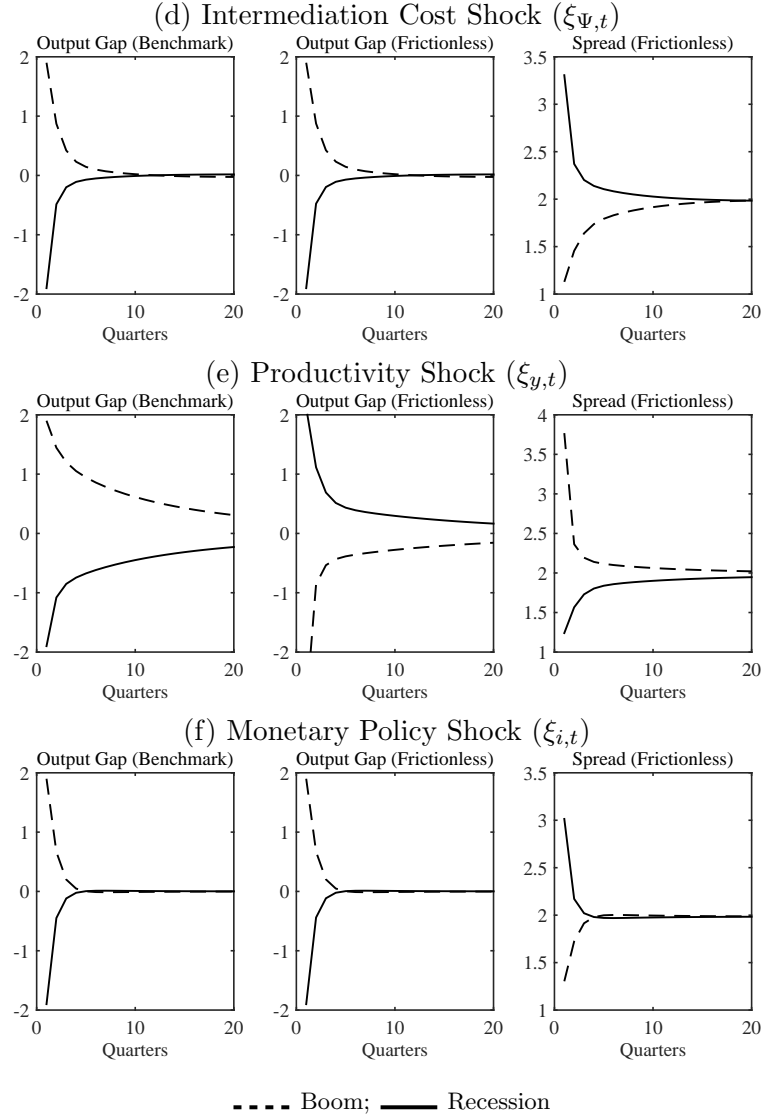 (d) Intermediation Cost Shock (ξΨ,t)
Output Gap (Benchmark) Output Gap (Frictionless) Spread (Frictionless)
2 2 3.5
3
1 1
2.5
0 0
2
-1 -1
1.5
-2 -2 1
0 10 20 0 10 20 0 10 20
Quarters Quarters Quarters
(e) Productivity Shock (ξy,t)
Output Gap (Benchmark) Output Gap (Frictionless) Spread (Frictionless)
2 2 4
3.5
1 1
3
0 0 2.5
2
-1 -1
1.5
-2 -2 1
0 10 20 0 10 20 0 10 20
Quarters Quarters Quarters
(f) Monetary Policy Shock (ξi,t)
Output Gap (Benchmark) Output Gap (Frictionless) Spread (Frictionless)
2 2 3.5
3
1 1
2.5
0 0
2
-1 -1
1.5
-2 -2 1
0 10 20 0 10 20 0 10 20
Quarters Quarters Quarters
Boom; Recession